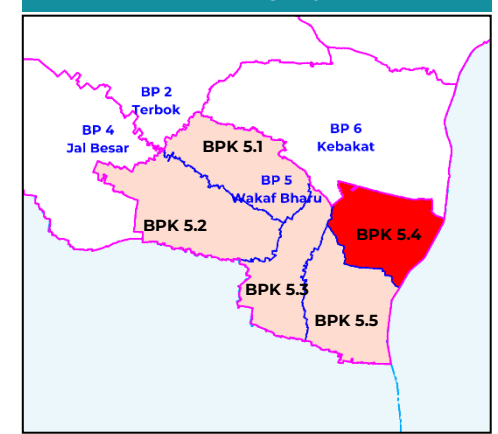 BP 2
Terbok
BP 4
Jal Besar
BP 6
Kebakat
BPK 5.1
BP 5
Wakaf Bharu
BPK 5.2
BPK 5.4
BPK 5.3
BPK 5.5